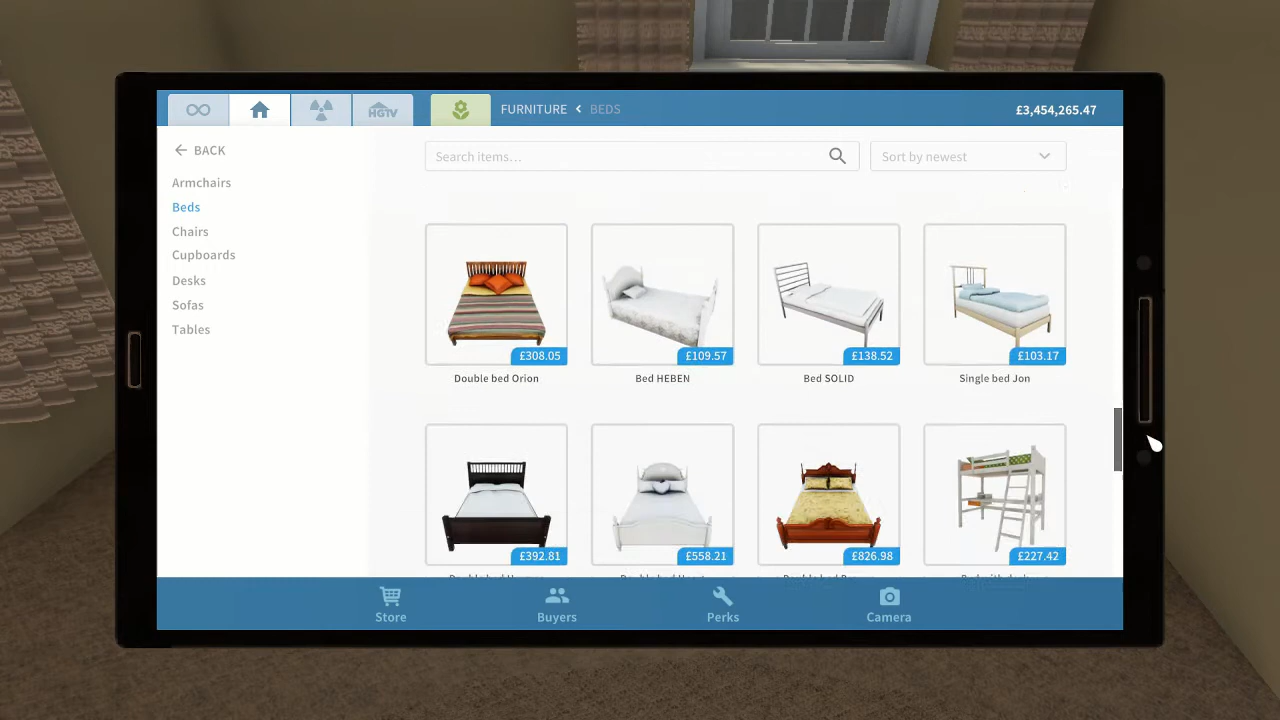 HGTV
FURNITURE < BEDS
£3,454,265.47
BACK
Armchairs
Beds
Chairs
Cupboards
Desks
Sofas
Tables
Search items...
Sort by newest
£308.05
£109.57
£138.52
£103.17
Double bed Orion
Bed HEBEN
Bed SOLID
Single bed Jon
£392.81
£558.21
£826.98
£227.42
Store
Buyers
Perks
Camera